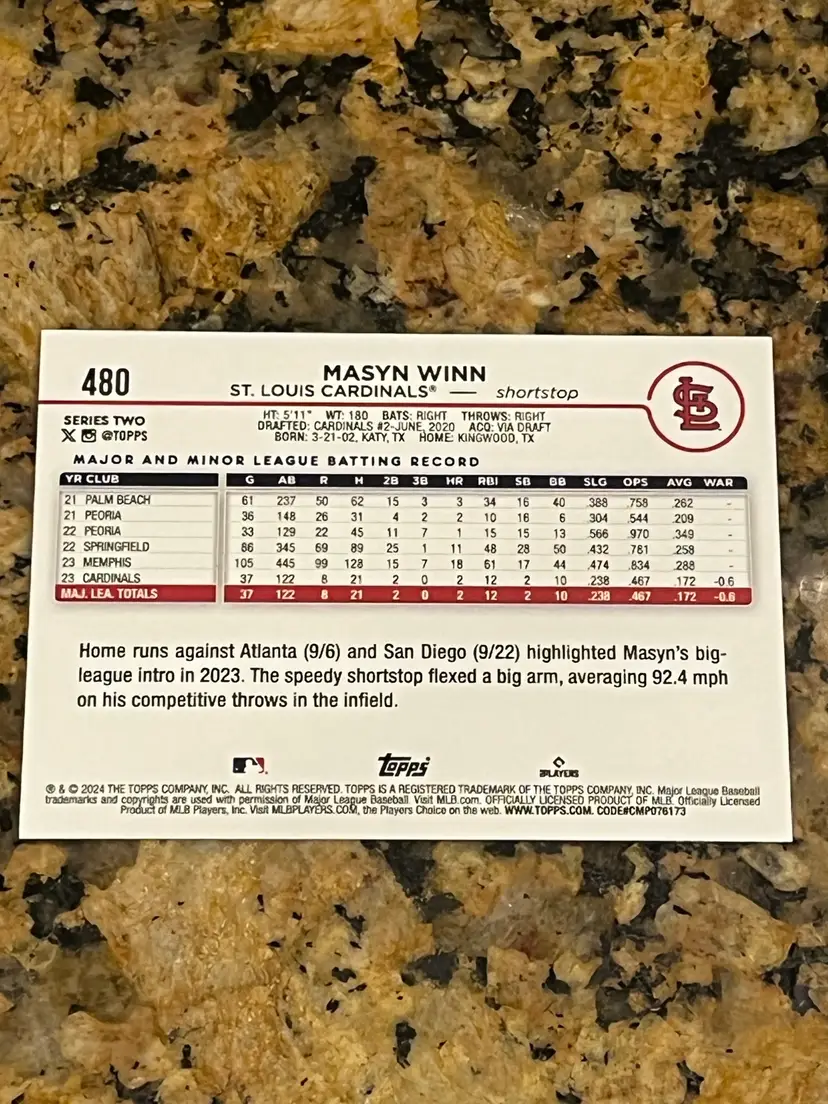 480
MASYN WINN
ST. LOUIS CARDINALS® — shortstop
SERIES TWO
@TOPPS
HT: 5'11" WT: 180 BATS: RIGHT THROWS: RIGHT
DRAFTED: CARDINALS #2-JUNE, 2020 ACQ: VIA DRAFT
BORN: 3-21-02, KATY, TX HOME: KINGWOOD, TX
MAJOR AND MINOR LEAGUE BATTING RECORD
YR CLUB G AB R H 2B 3B HR RBI SB BB SLG OPS AVG WAR
21 PALM BEACH 61 237 50 62 15 3 3 34 16 40 .388 .758 .262 -
21 PEORIA 36 148 26 31 4 2 2 10 16 6 .304 .544 .209 -
22 PEORIA 33 129 22 45 11 7 1 15 15 13 .566 .970 .349 -
22 SPRINGFIELD 86 345 69 89 25 1 11 48 28 50 .432 .781 .258 -
23 MEMPHIS 105 445 99 128 15 7 18 61 17 44 .474 .834 .288 -
23 CARDINALS 37 122 8 21 2 0 2 12 2 10 .238 .467 .172 -0.6
MAJ. LEA. TOTALS 37 122 8 21 2 0 2 12 2 10 .238 .467 .172 -0.6
Home runs against Atlanta (9/6) and San Diego (9/22) highlighted Masyn's big-
league intro in 2023. The speedy shortstop flexed a big arm, averaging 92.4 mph
on his competitive throws in the infield.
topps
PLAYERS
® & © 2024 THE TOPPS COMPANY, INC. ALL RIGHTS RESERVED. TOPPS IS A REGISTERED TRADEMARK OF THE TOPPS COMPANY, INC. Major League Baseball
trademarks and copyrights are used with permission of Major League Baseball. Visit MLB.com. OFFICIALLY LICENSED PRODUCT OF MLB. Officially Licensed
Product of MLB Players, Inc. Visit MLBPLAYERS.COM, the Players Choice on the web. WWW.TOPPS.COM. CODE#CMP076173